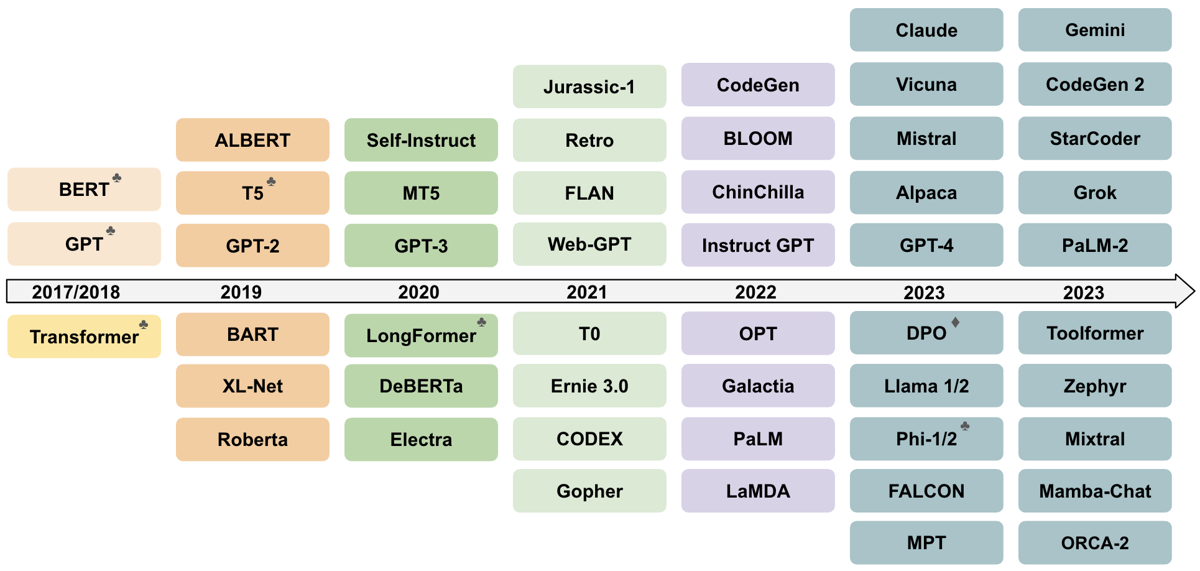 Claude
Gemini
Jurassic-1
CodeGen
Vicuna
CodeGen 2
ALBERT
Self-Instruct
Retro
BLOOM
Mistral
StarCoder
BERT♣
T5♣
MT5
FLAN
ChinChilla
Alpaca
Grok
GPT♣
GPT-2
GPT-3
Web-GPT
Instruct GPT
GPT-4
PaLM-2
2017/2018
2019
2020
2021
2022
2023
2023
Transformer♣
BART
LongFormer♣
T0
OPT
DPO♦
Toolformer
XL-Net
DeBERTa
Ernie 3.0
Galactia
Llama 1/2
Zephyr
Roberta
Electra
CODEX
PaLM
Phi-1/2♣
Mixtral
Gopher
LaMDA
FALCON
Mamba-Chat
MPT
ORCA-2